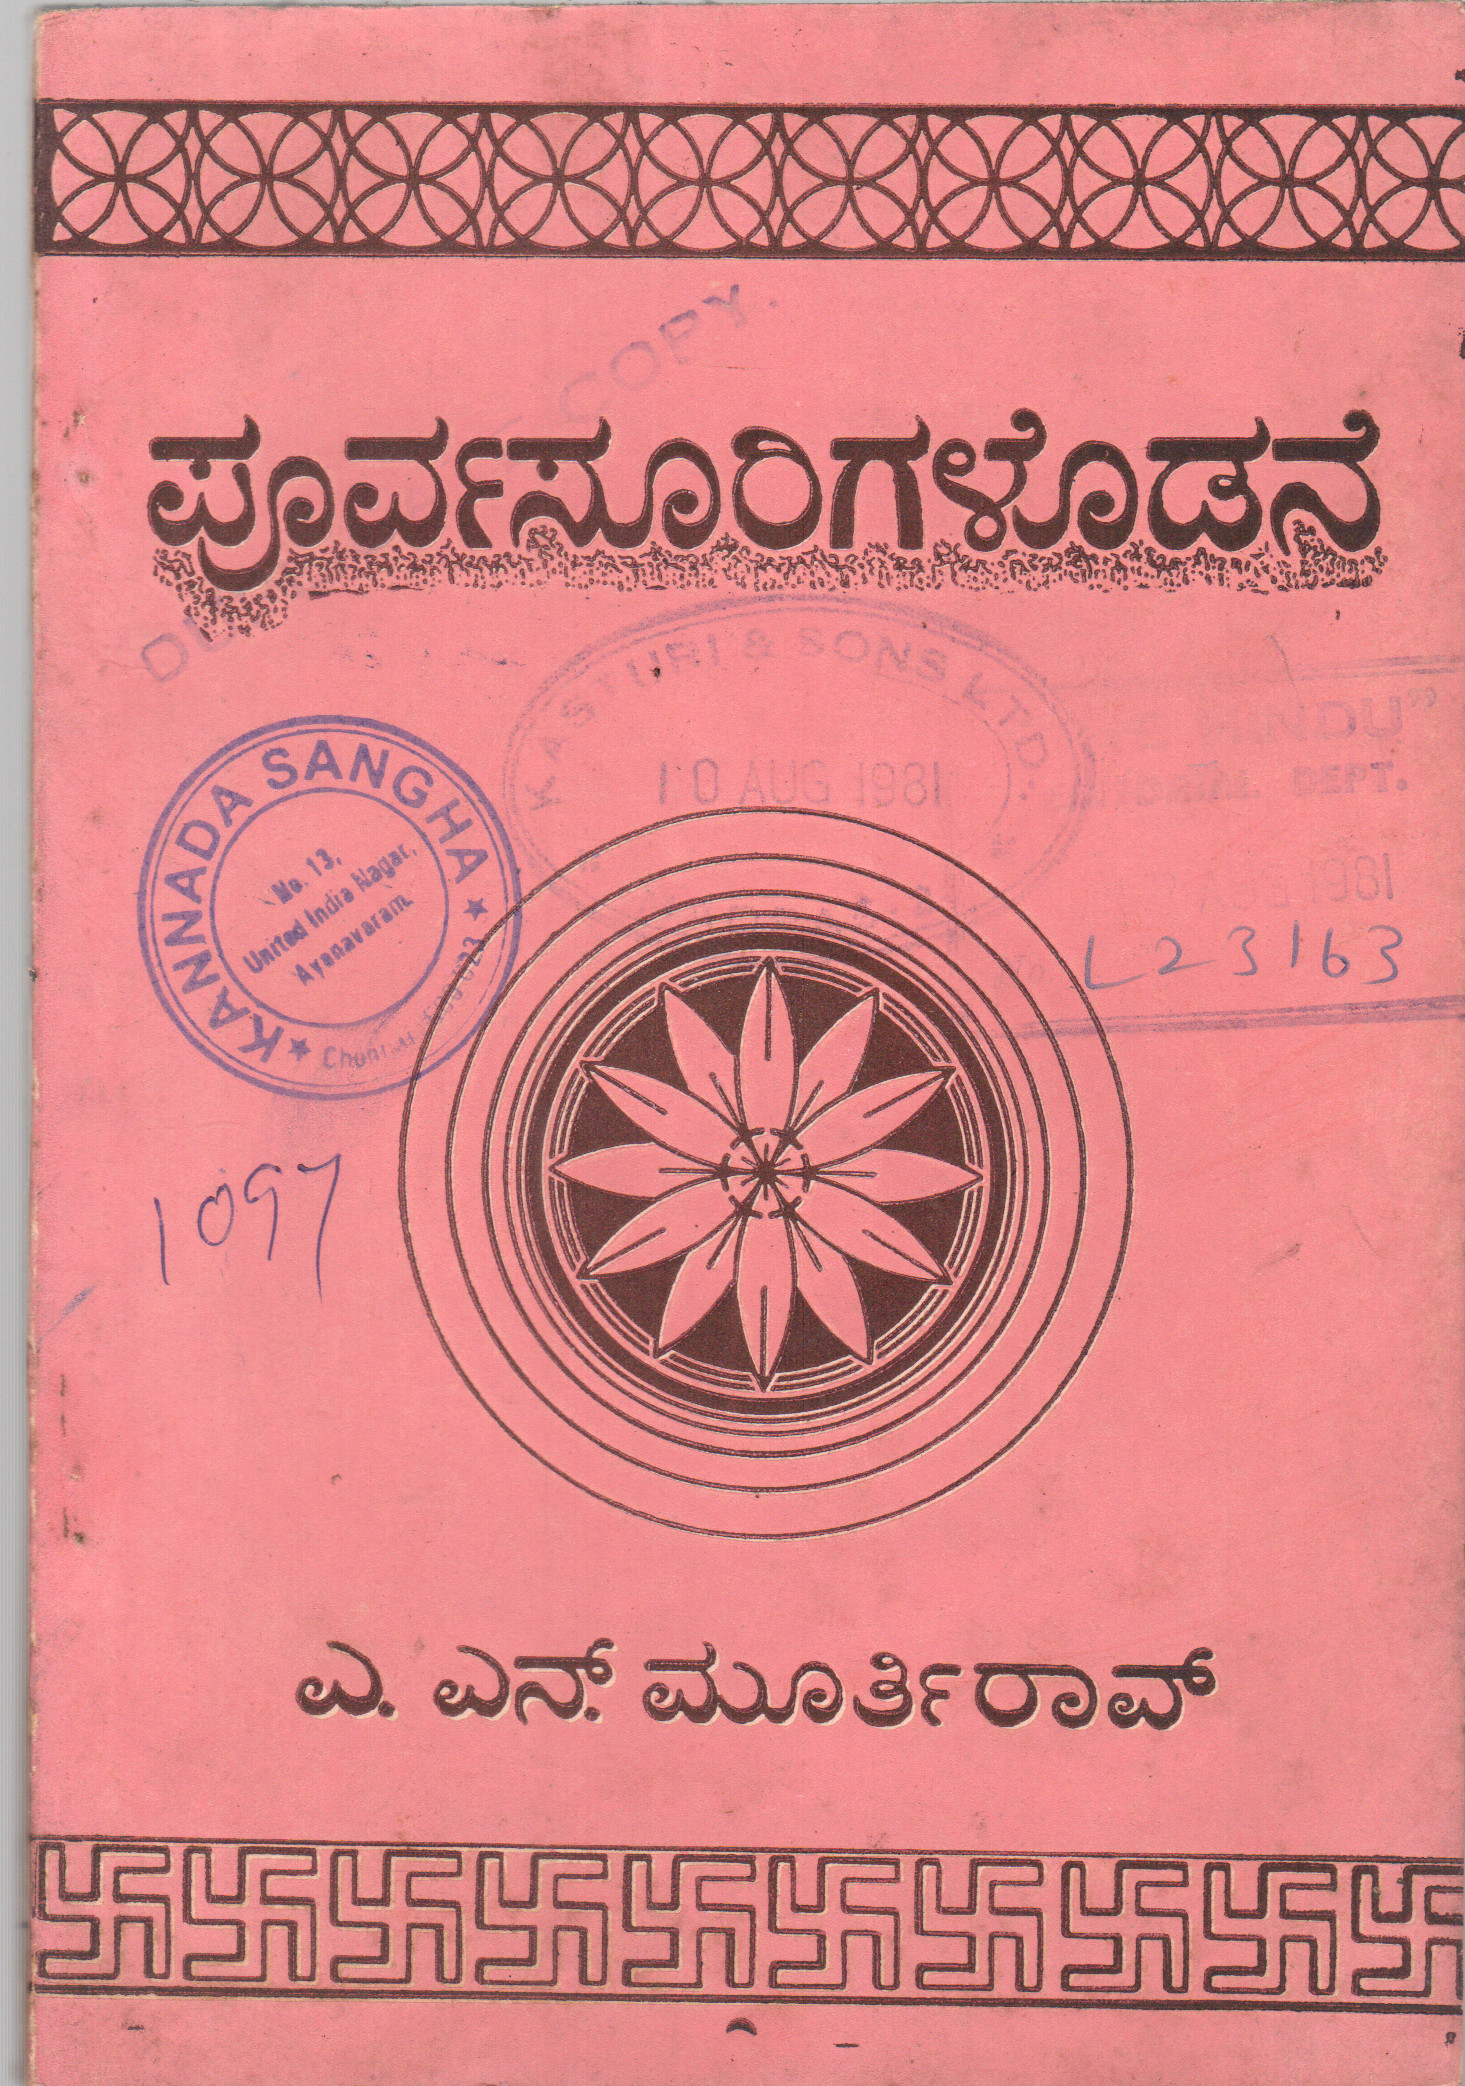 COPY.
ಪೂರ್ವಸೂರಿಗಳೊಡನೆ
KASTURI & SONS LTD.
10 AUG 1981
HINDU"
DEPT.
1981
L23163
KANNADA SANGHA
No. 13,
United India Nagar,
Ayanavaram
1097
ಎ. ಎನ್. ಮೂರ್ತಿರಾವ್